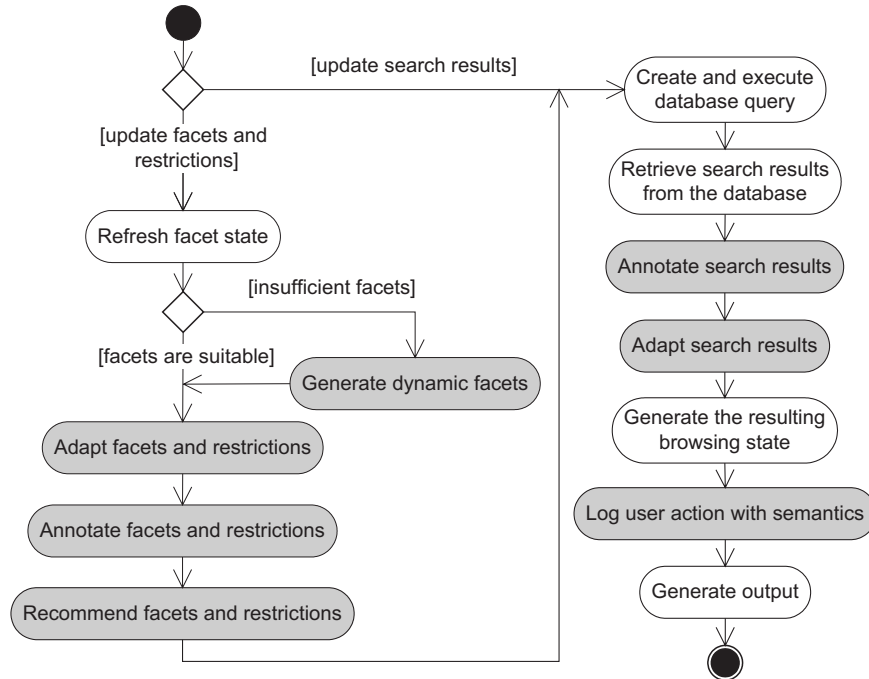 [update search results]
[update facets and
restrictions]
Refresh facet state
[insufficient facets]
[facets are suitable]
Generate dynamic facets
Adapt facets and restrictions
Annotate facets and restrictions
Recommend facets and restrictions
Create and execute
database query
Retrieve search results
from the database
Annotate search results
Adapt search results
Generate the resulting
browsing state
Log user action with semantics
Generate output